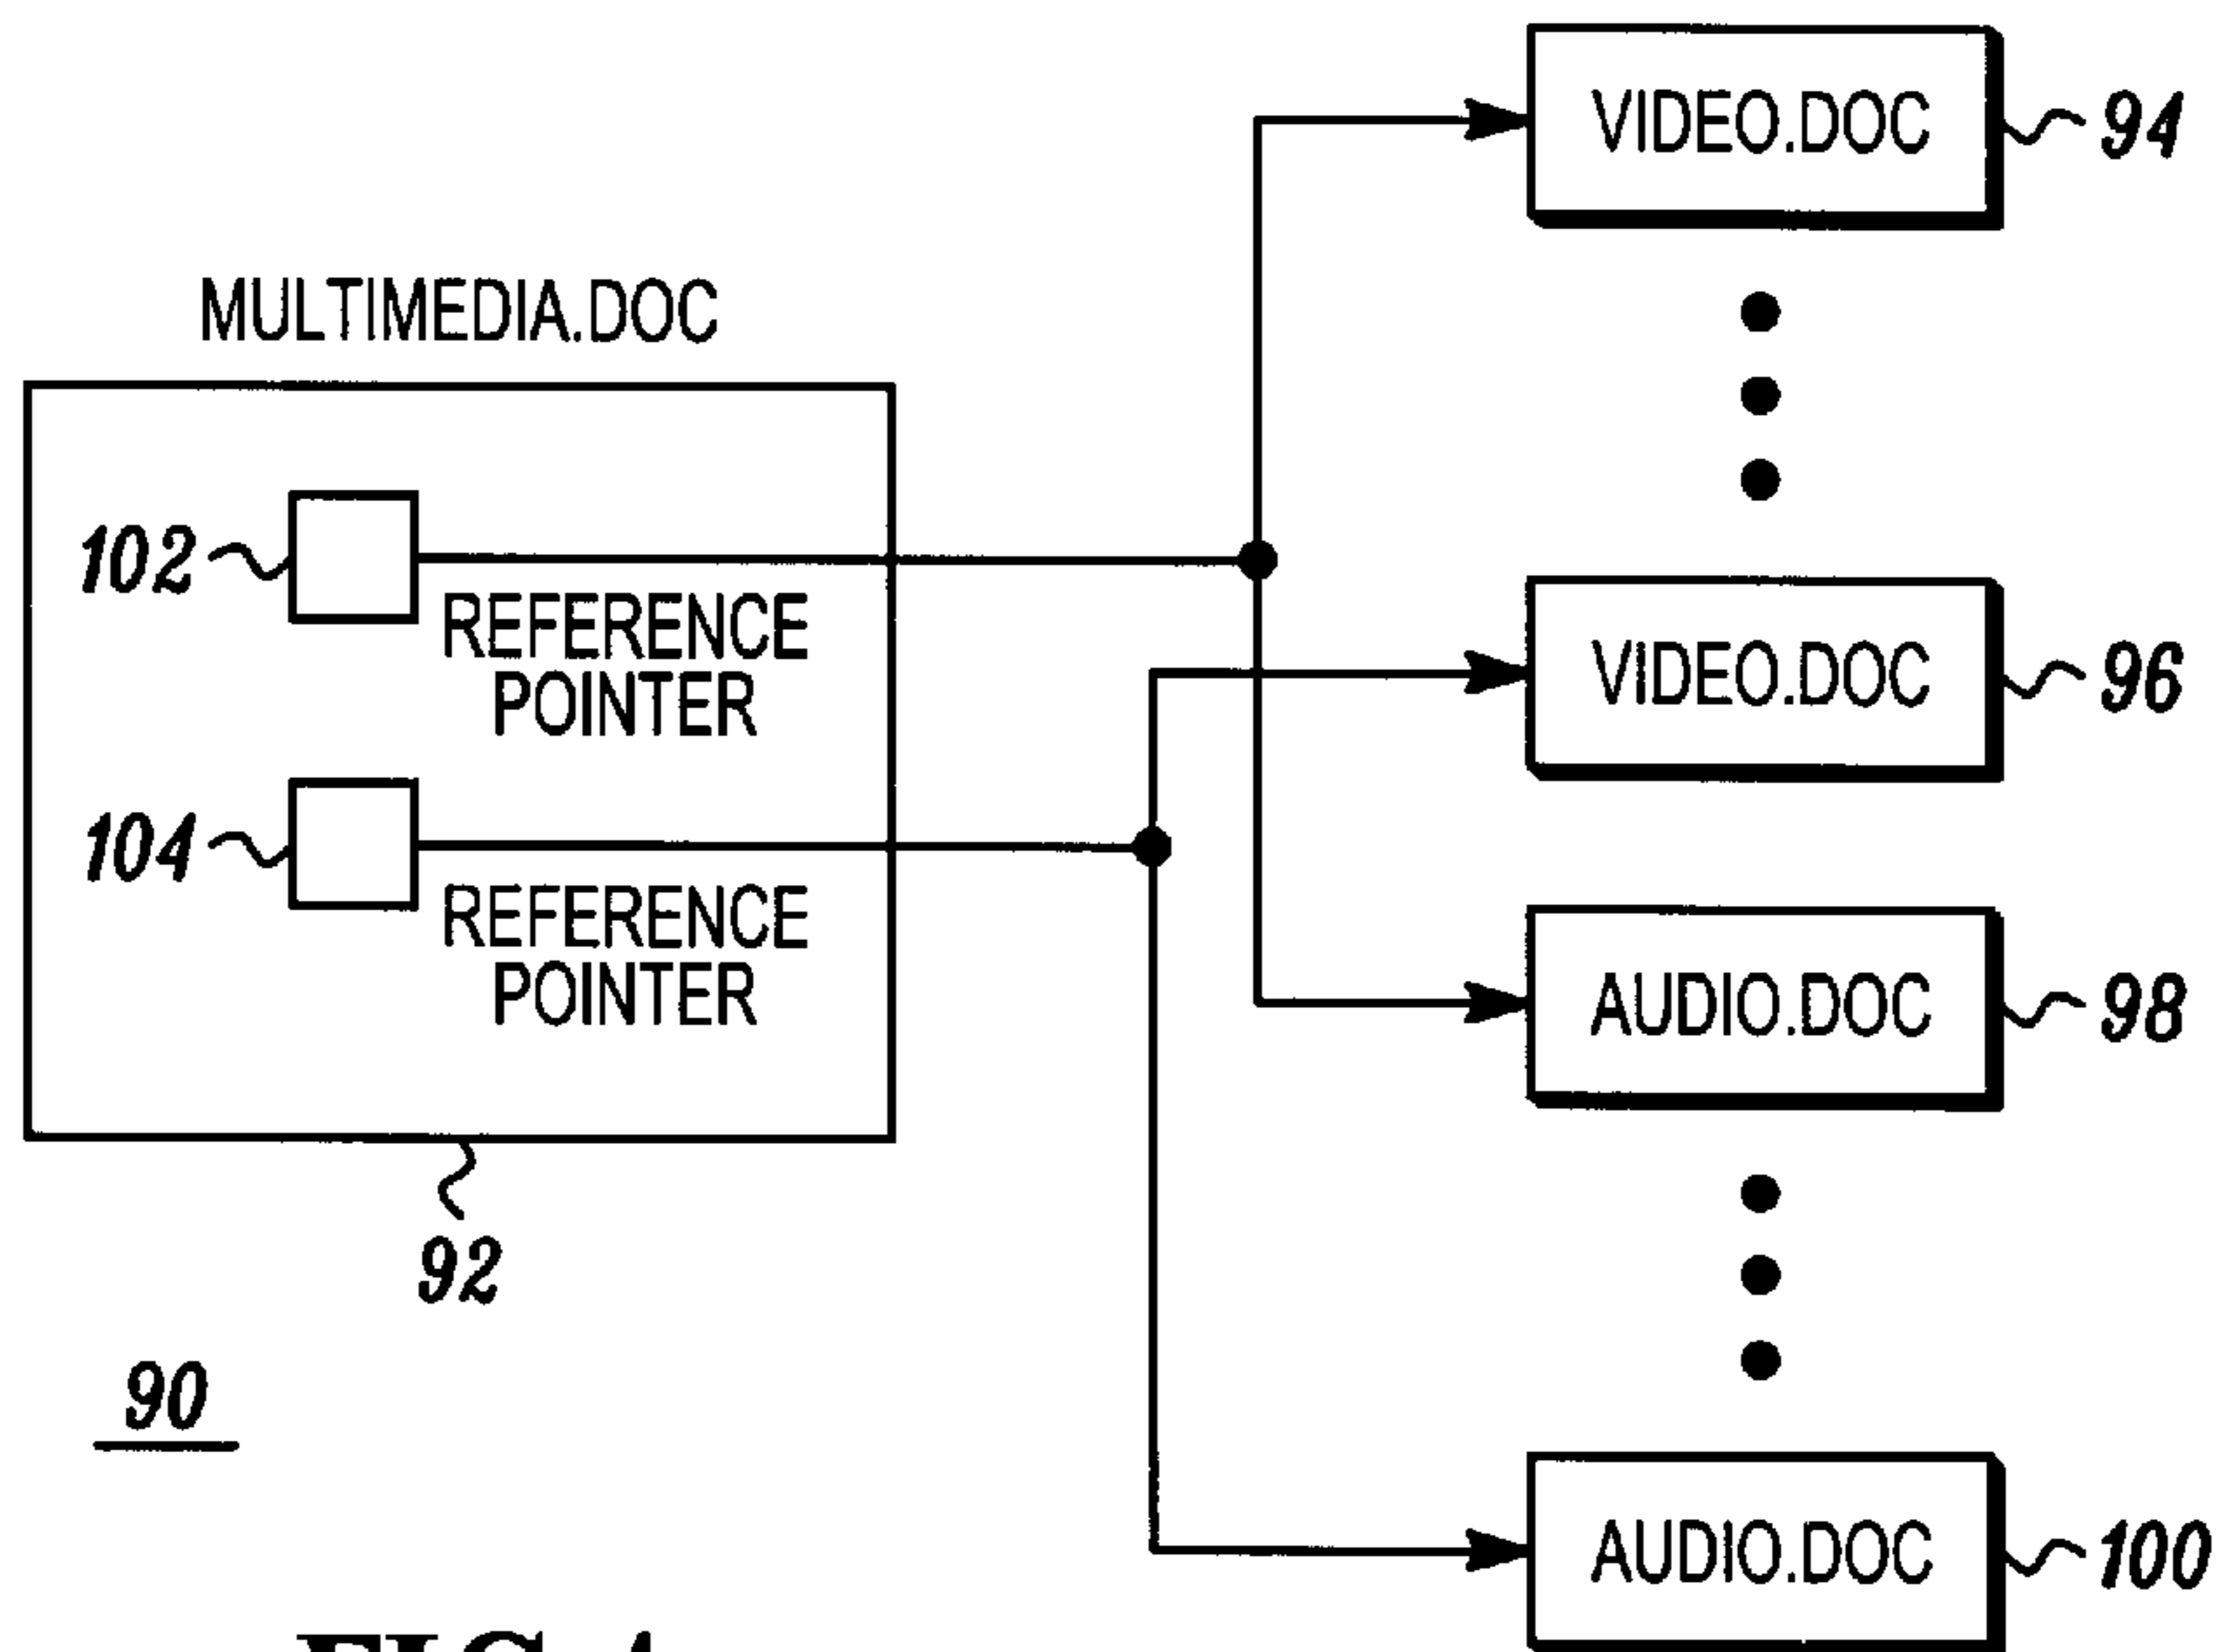 VIDEO.DOC 94
MULTIMEDIA.DOC
102
REFERENCE
POINTER
VIDEO.DOC 96
104
REFERENCE
POINTER
AUDIO.DOC 98
92
90
AUDIO.DOC 100